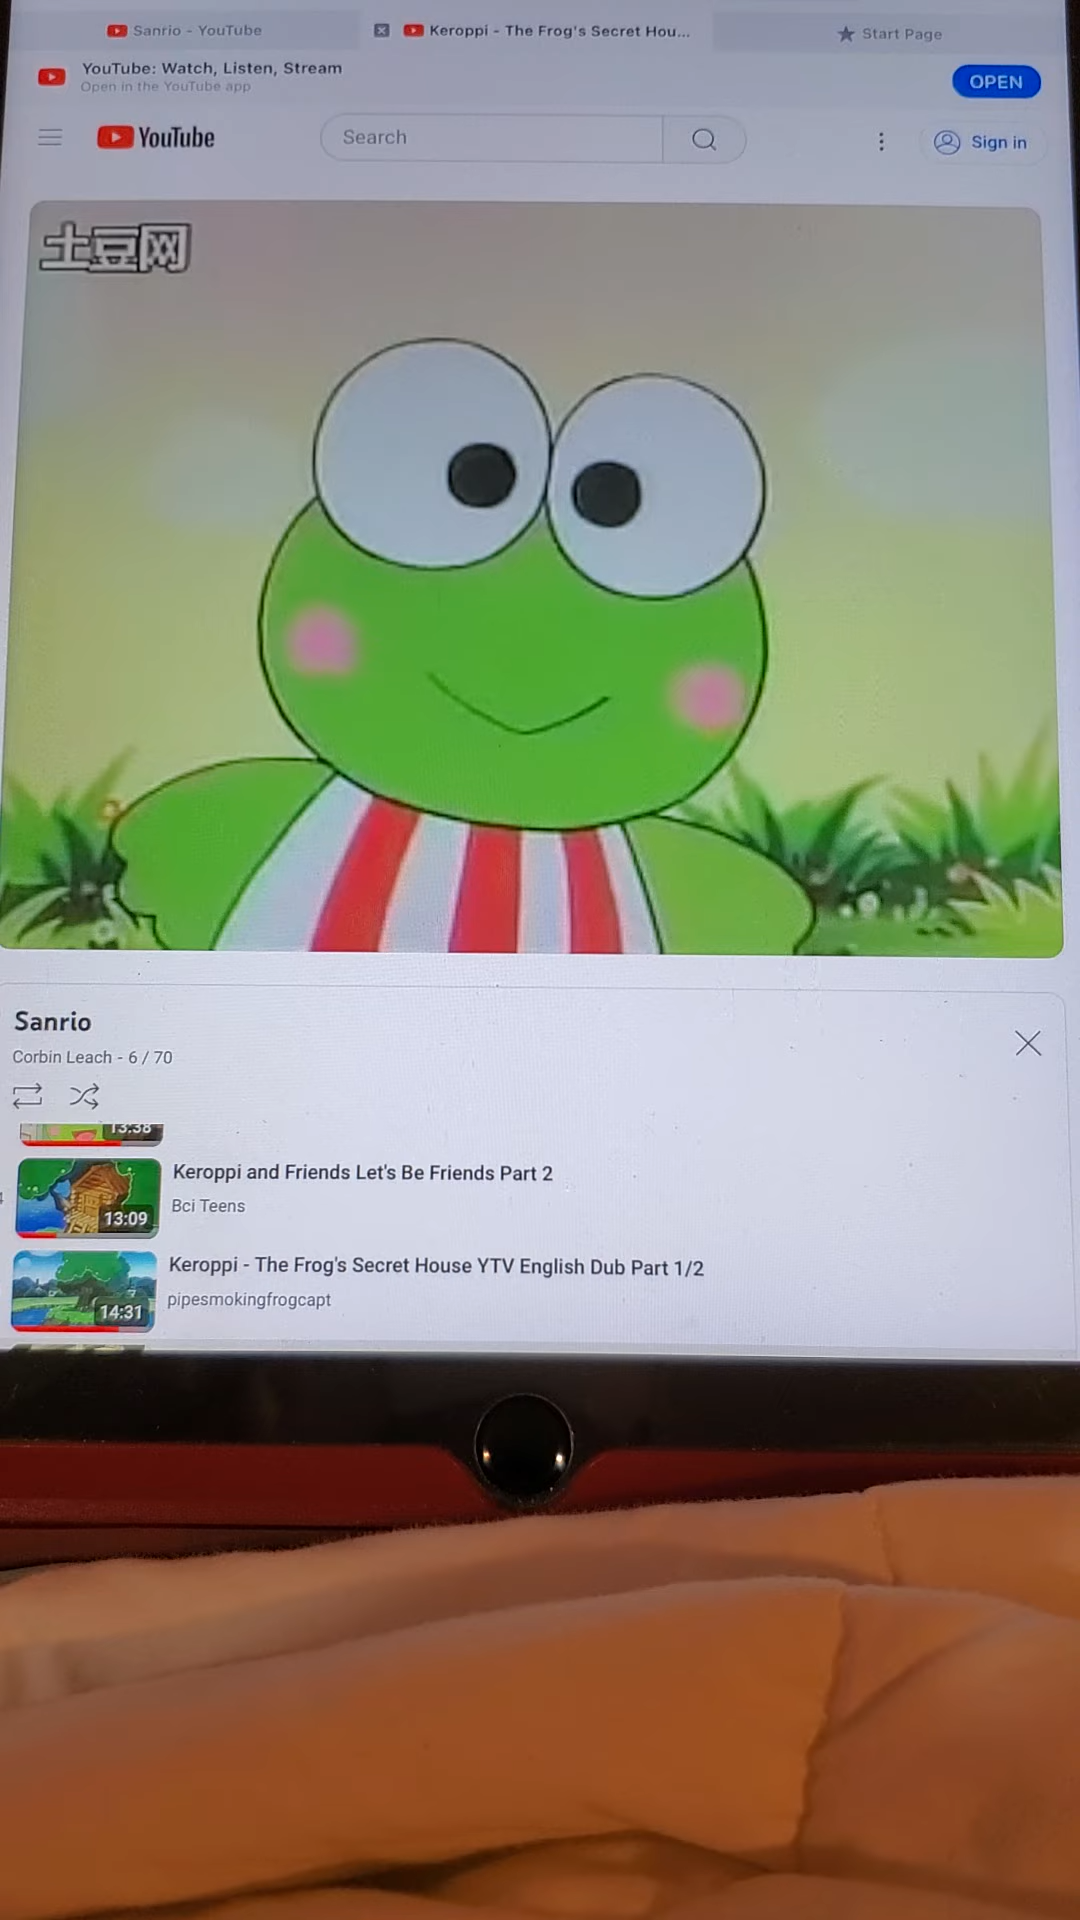 Sanrio - YouTube
Keroppi - The Frog's Secret Hou...
Start Page
YouTube: Watch, Listen, Stream
Open in the YouTube app
OPEN
YouTube
Search
Sign in
土豆网
Sanrio
Corbin Leach - 6 / 70
13:38
Keroppi and Friends Let's Be Friends Part 2
Bci Teens
13:09
Keroppi - The Frog's Secret House YTV English Dub Part 1/2
pipesmokingfrogcapt
14:31